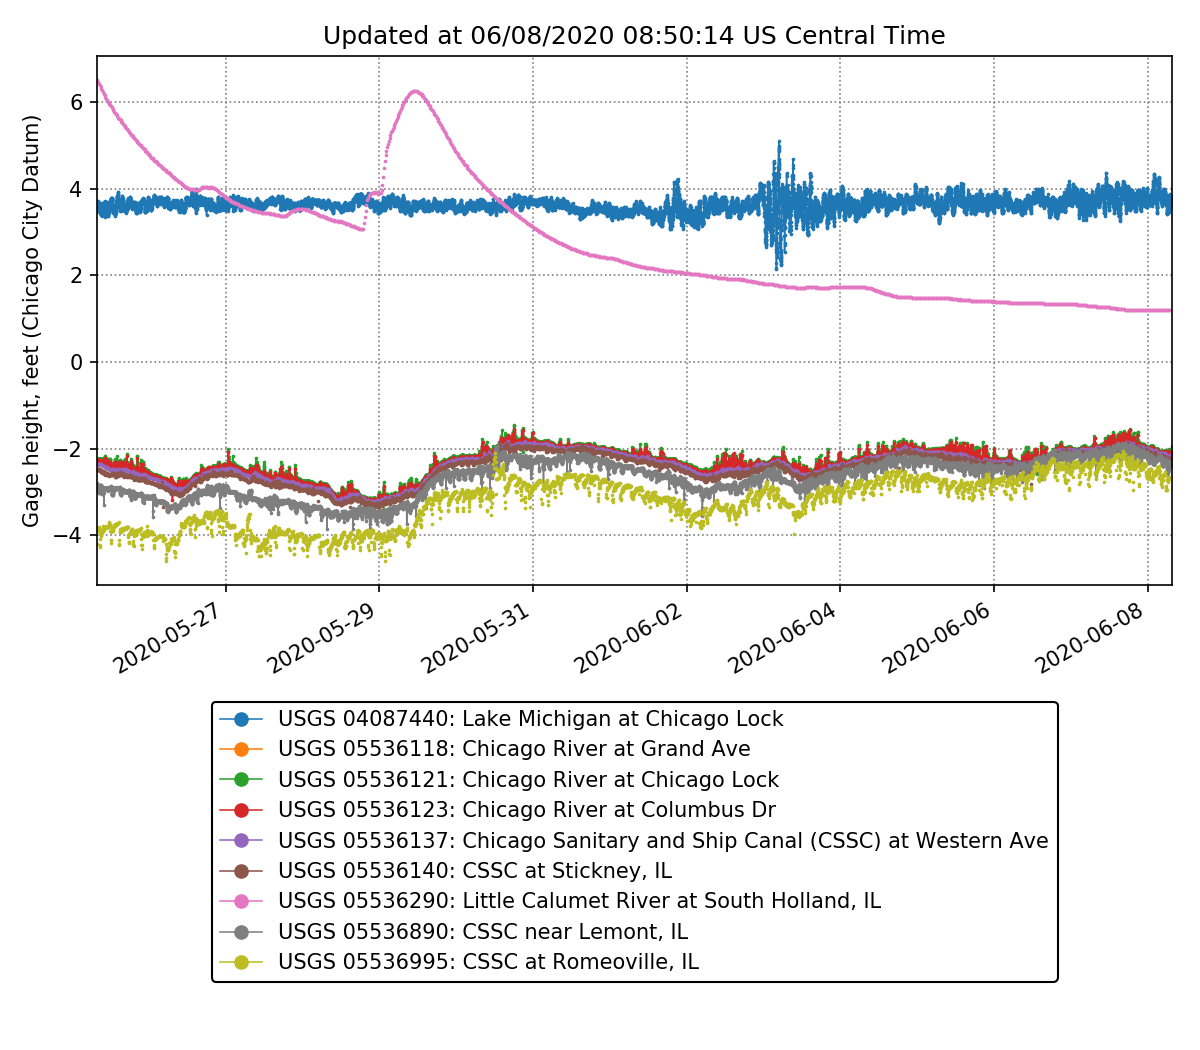 Updated at 06/08/2020 08:50:14 US Central Time
Gage height, feet (Chicago City Datum)
6
4
2
0
−2
−4
2020-05-27
2020-05-29
2020-05-31
2020-06-02
2020-06-04
2020-06-06
2020-06-08
USGS 04087440: Lake Michigan at Chicago Lock
USGS 05536118: Chicago River at Grand Ave
USGS 05536121: Chicago River at Chicago Lock
USGS 05536123: Chicago River at Columbus Dr
USGS 05536137: Chicago Sanitary and Ship Canal (CSSC) at Western Ave
USGS 05536140: CSSC at Stickney, IL
USGS 05536290: Little Calumet River at South Holland, IL
USGS 05536890: CSSC near Lemont, IL
USGS 05536995: CSSC at Romeoville, IL